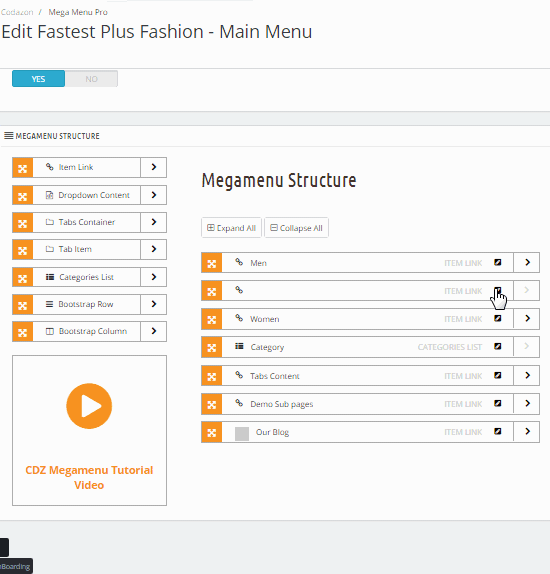 Codazon / Mega Menu Pro
Edit Fastest Plus Fashion - Main Menu
YES NO
MEGAMENU STRUCTURE
Item Link
Dropdown Content
Tabs Container
Tab Item
Categories List
Bootstrap Row
Bootstrap Column
CDZ Megamenu Tutorial
Video
Megamenu Structure
Expand All Collapse All
Men ITEM LINK
ITEM LINK
Women ITEM LINK
Category CATEGORIES LIST
Tabs Content ITEM LINK
Demo Sub pages ITEM LINK
Our Blog ITEM LINK
Boarding